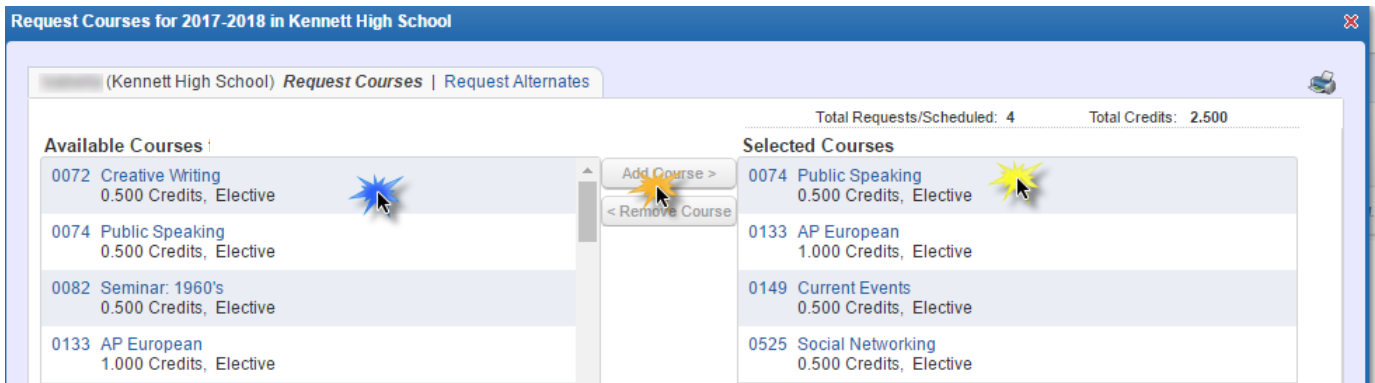 Request Courses for 2017-2018 in Kennett High School
(Kennett High School) Request Courses | Request Alternates
Total Requests/Scheduled: 4 Total Credits: 2.500
Available Courses
0072 Creative Writing
0.500 Credits, Elective
0074 Public Speaking
0.500 Credits, Elective
0082 Seminar: 1960's
0.500 Credits, Elective
0133 AP European
1.000 Credits, Elective
Add Course >
< Remove Course
Selected Courses
0074 Public Speaking
0.500 Credits, Elective
0133 AP European
1.000 Credits, Elective
0149 Current Events
0.500 Credits, Elective
0525 Social Networking
0.500 Credits, Elective